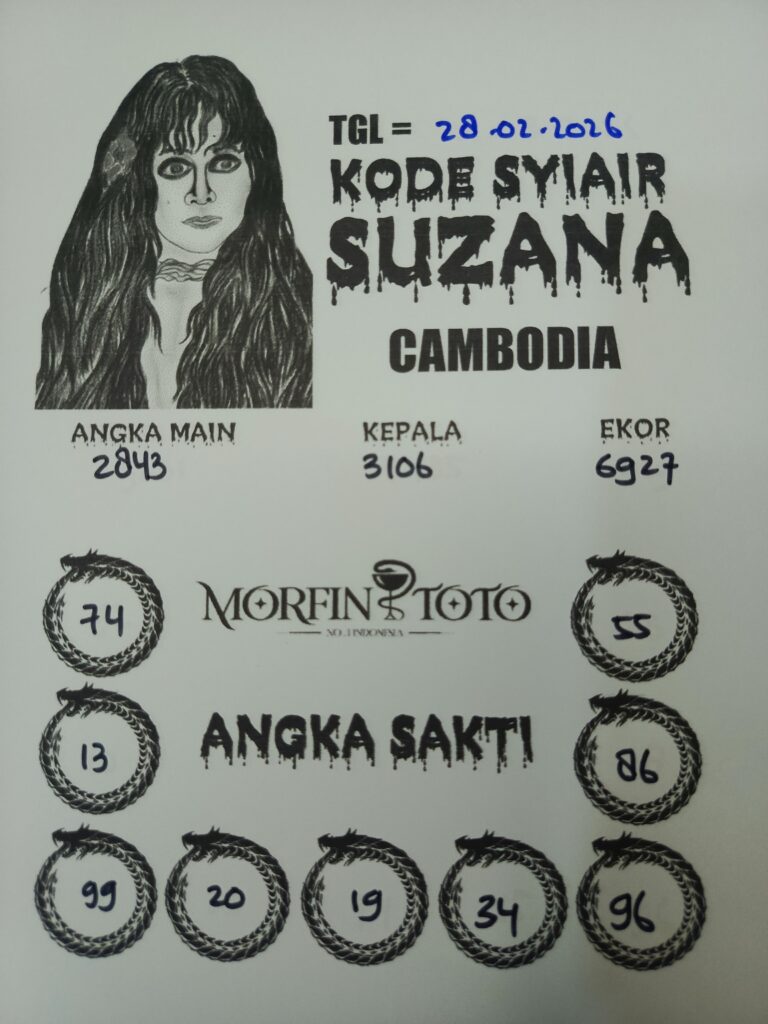 TGL = 28.02.2026
KODE SYIAIR
SUZANA
CAMBODIA
ANGKA MAIN KEPALA EKOR
2843 3106 6927
74 MORFIN TOTO 55
NO. 1 INDONESIA
13 ANGKA SAKTI 86
99 20 19 34 96